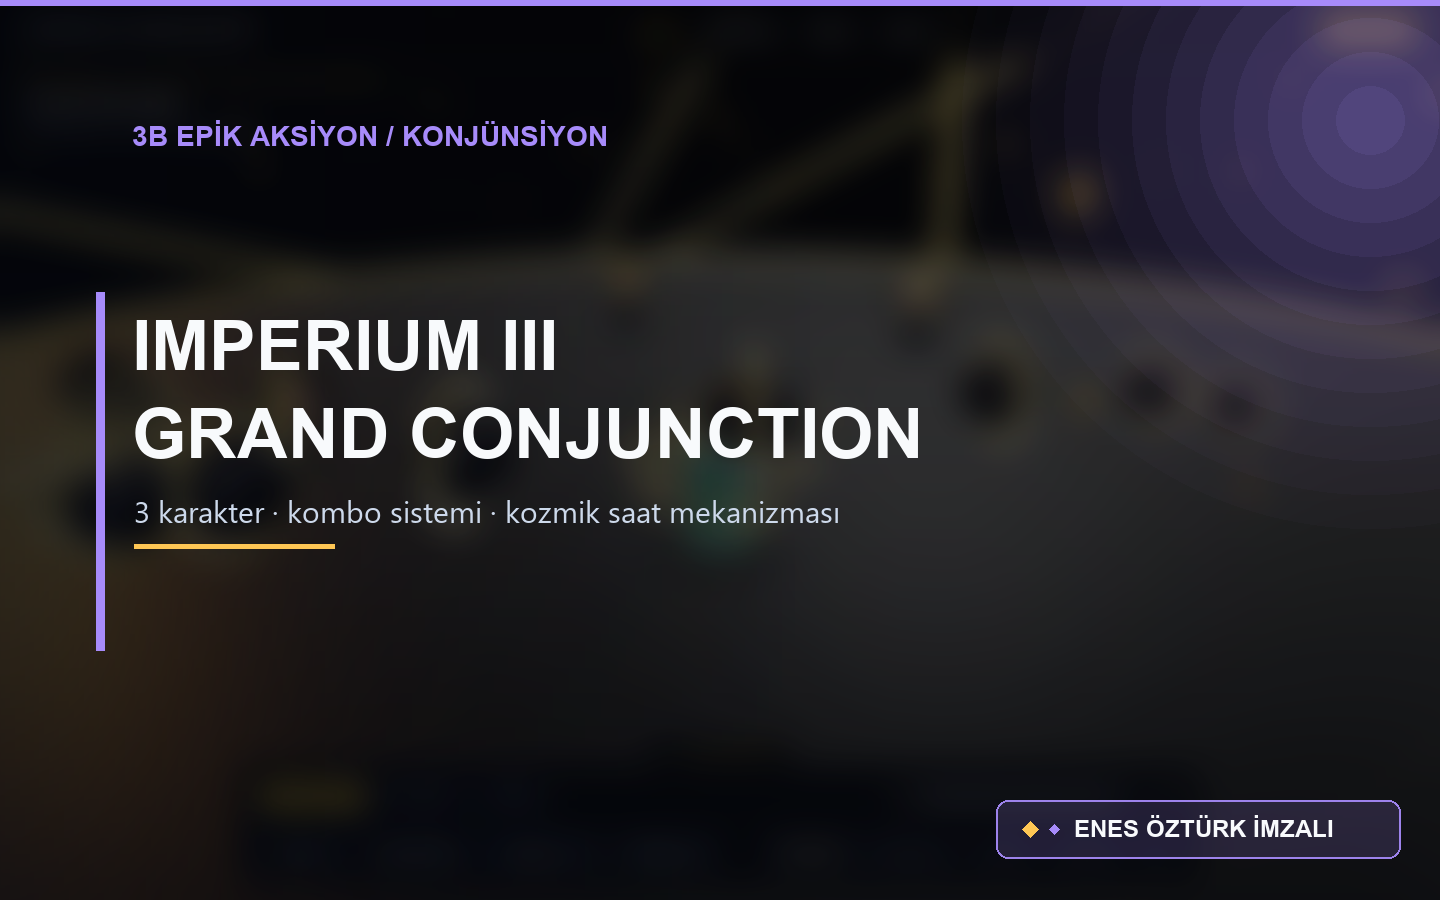 3B EPİK AKSİYON / KONJÜNSİYON
IMPERIUM III
GRAND CONJUNCTION
3 karakter · kombo sistemi · kozmik saat mekanizması
ENES ÖZTÜRK İMZALI